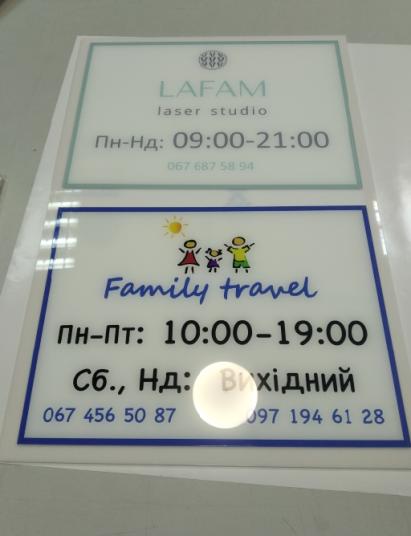 LAFAM
laser studio
Пн-Нд: 09:00-21:00
067 687 58 94
Family travel
Пн-Пт: 10:00-19:00
Сб., Нд: Вихідний
067 456 50 87 097 194 61 28